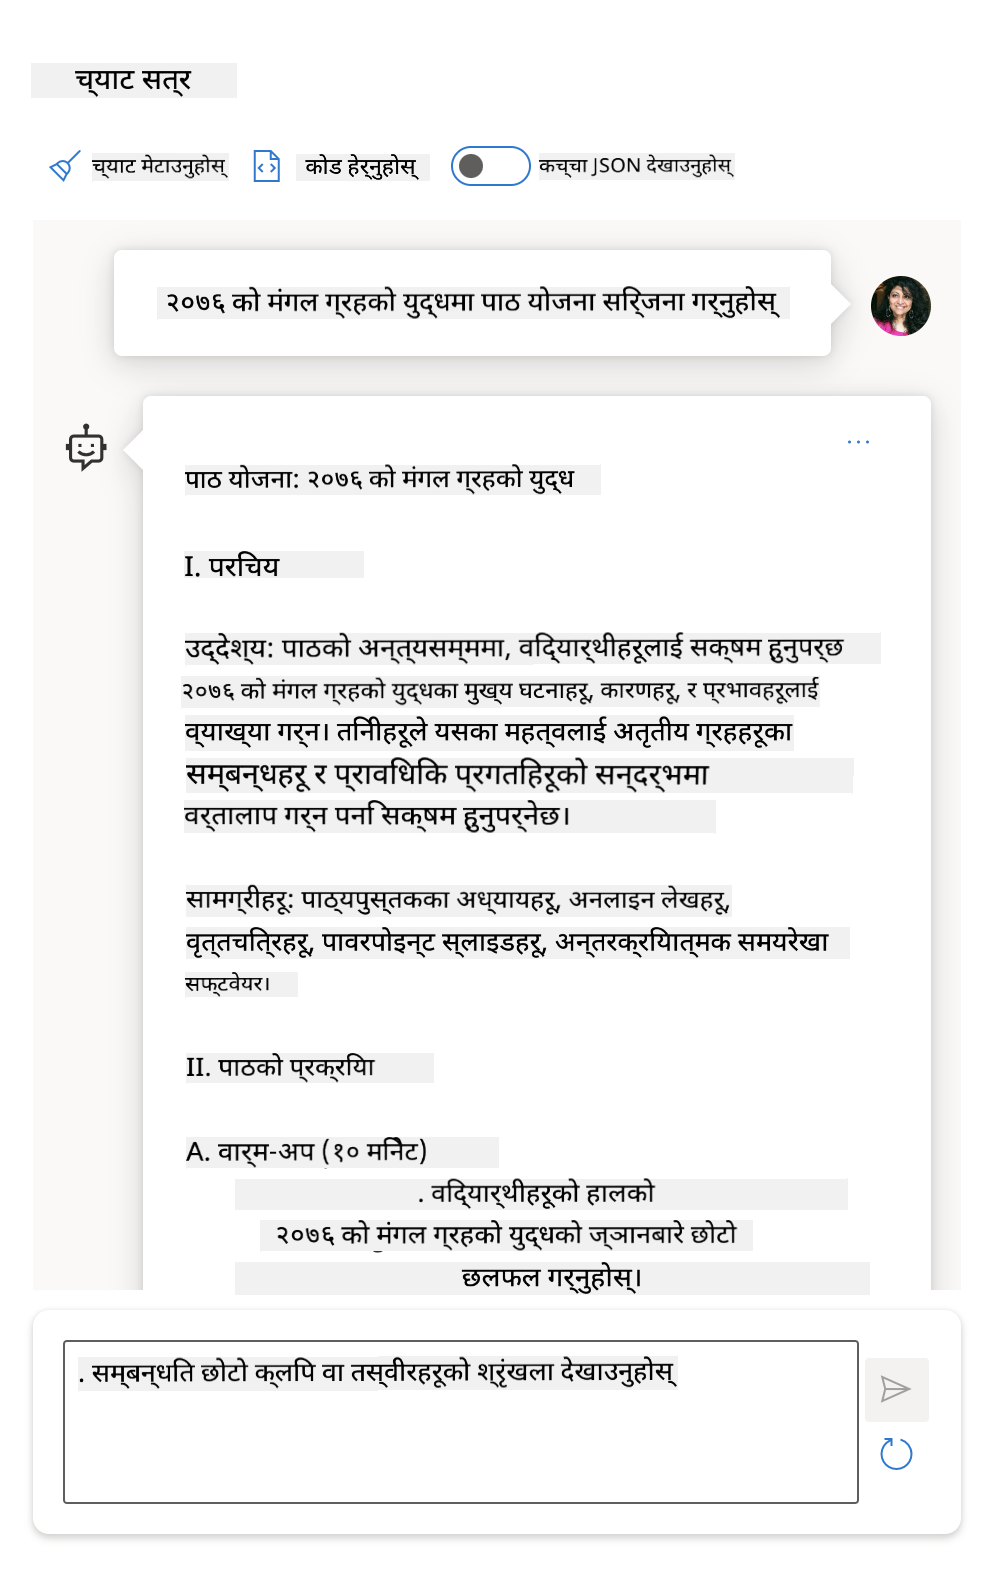 च्याट सत्र
च्याट मेटाउनुहोस् कोड हेर्नुहोस् कच्चा JSON देखाउनुहोस्
२०७६ को मंगल ग्रहको युद्धमा पाठ योजना सिर्जना गर्नुहोस्
पाठ योजना: २०७६ को मंगल ग्रहको युद्ध
I. परिचय
उद्देश्य: पाठको अन्त्यसम्ममा, विद्यार्थीहरूलाई सक्षम हुनुपर्छ
२०७६ को मंगल ग्रहको युद्धका मुख्य घटनाहरू, कारणहरू, र प्रभावहरूलाई
व्याख्या गर्न। तिनीहरूले यसका महत्वलाई अतृतीय ग्रहहरूका
सम्बन्धहरू र प्राविधिक प्रगतिहरूको सन्दर्भमा
वर्तालाप गर्न पनि सक्षम हुनुपर्नेछ।
सामग्रीहरू: पाठ्यपुस्तकका अध्यायहरू, अनलाइन लेखहरू,
वृत्तचित्रहरू, पावरपोइन्ट स्लाइडहरू, अन्तरक्रियात्मक समयरेखा
सफ्टवेयर।
II. पाठको प्रक्रिया
A. वार्म-अप (१० मिनेट)
. विद्यार्थीहरूको हालको
२०७६ को मंगल ग्रहको युद्धको ज्ञानबारे छोटो
छलफल गर्नुहोस्।
. सम्बन्धित छोटो क्लिप वा तस्वीरहरूको श्रृंखला देखाउनुहोस्